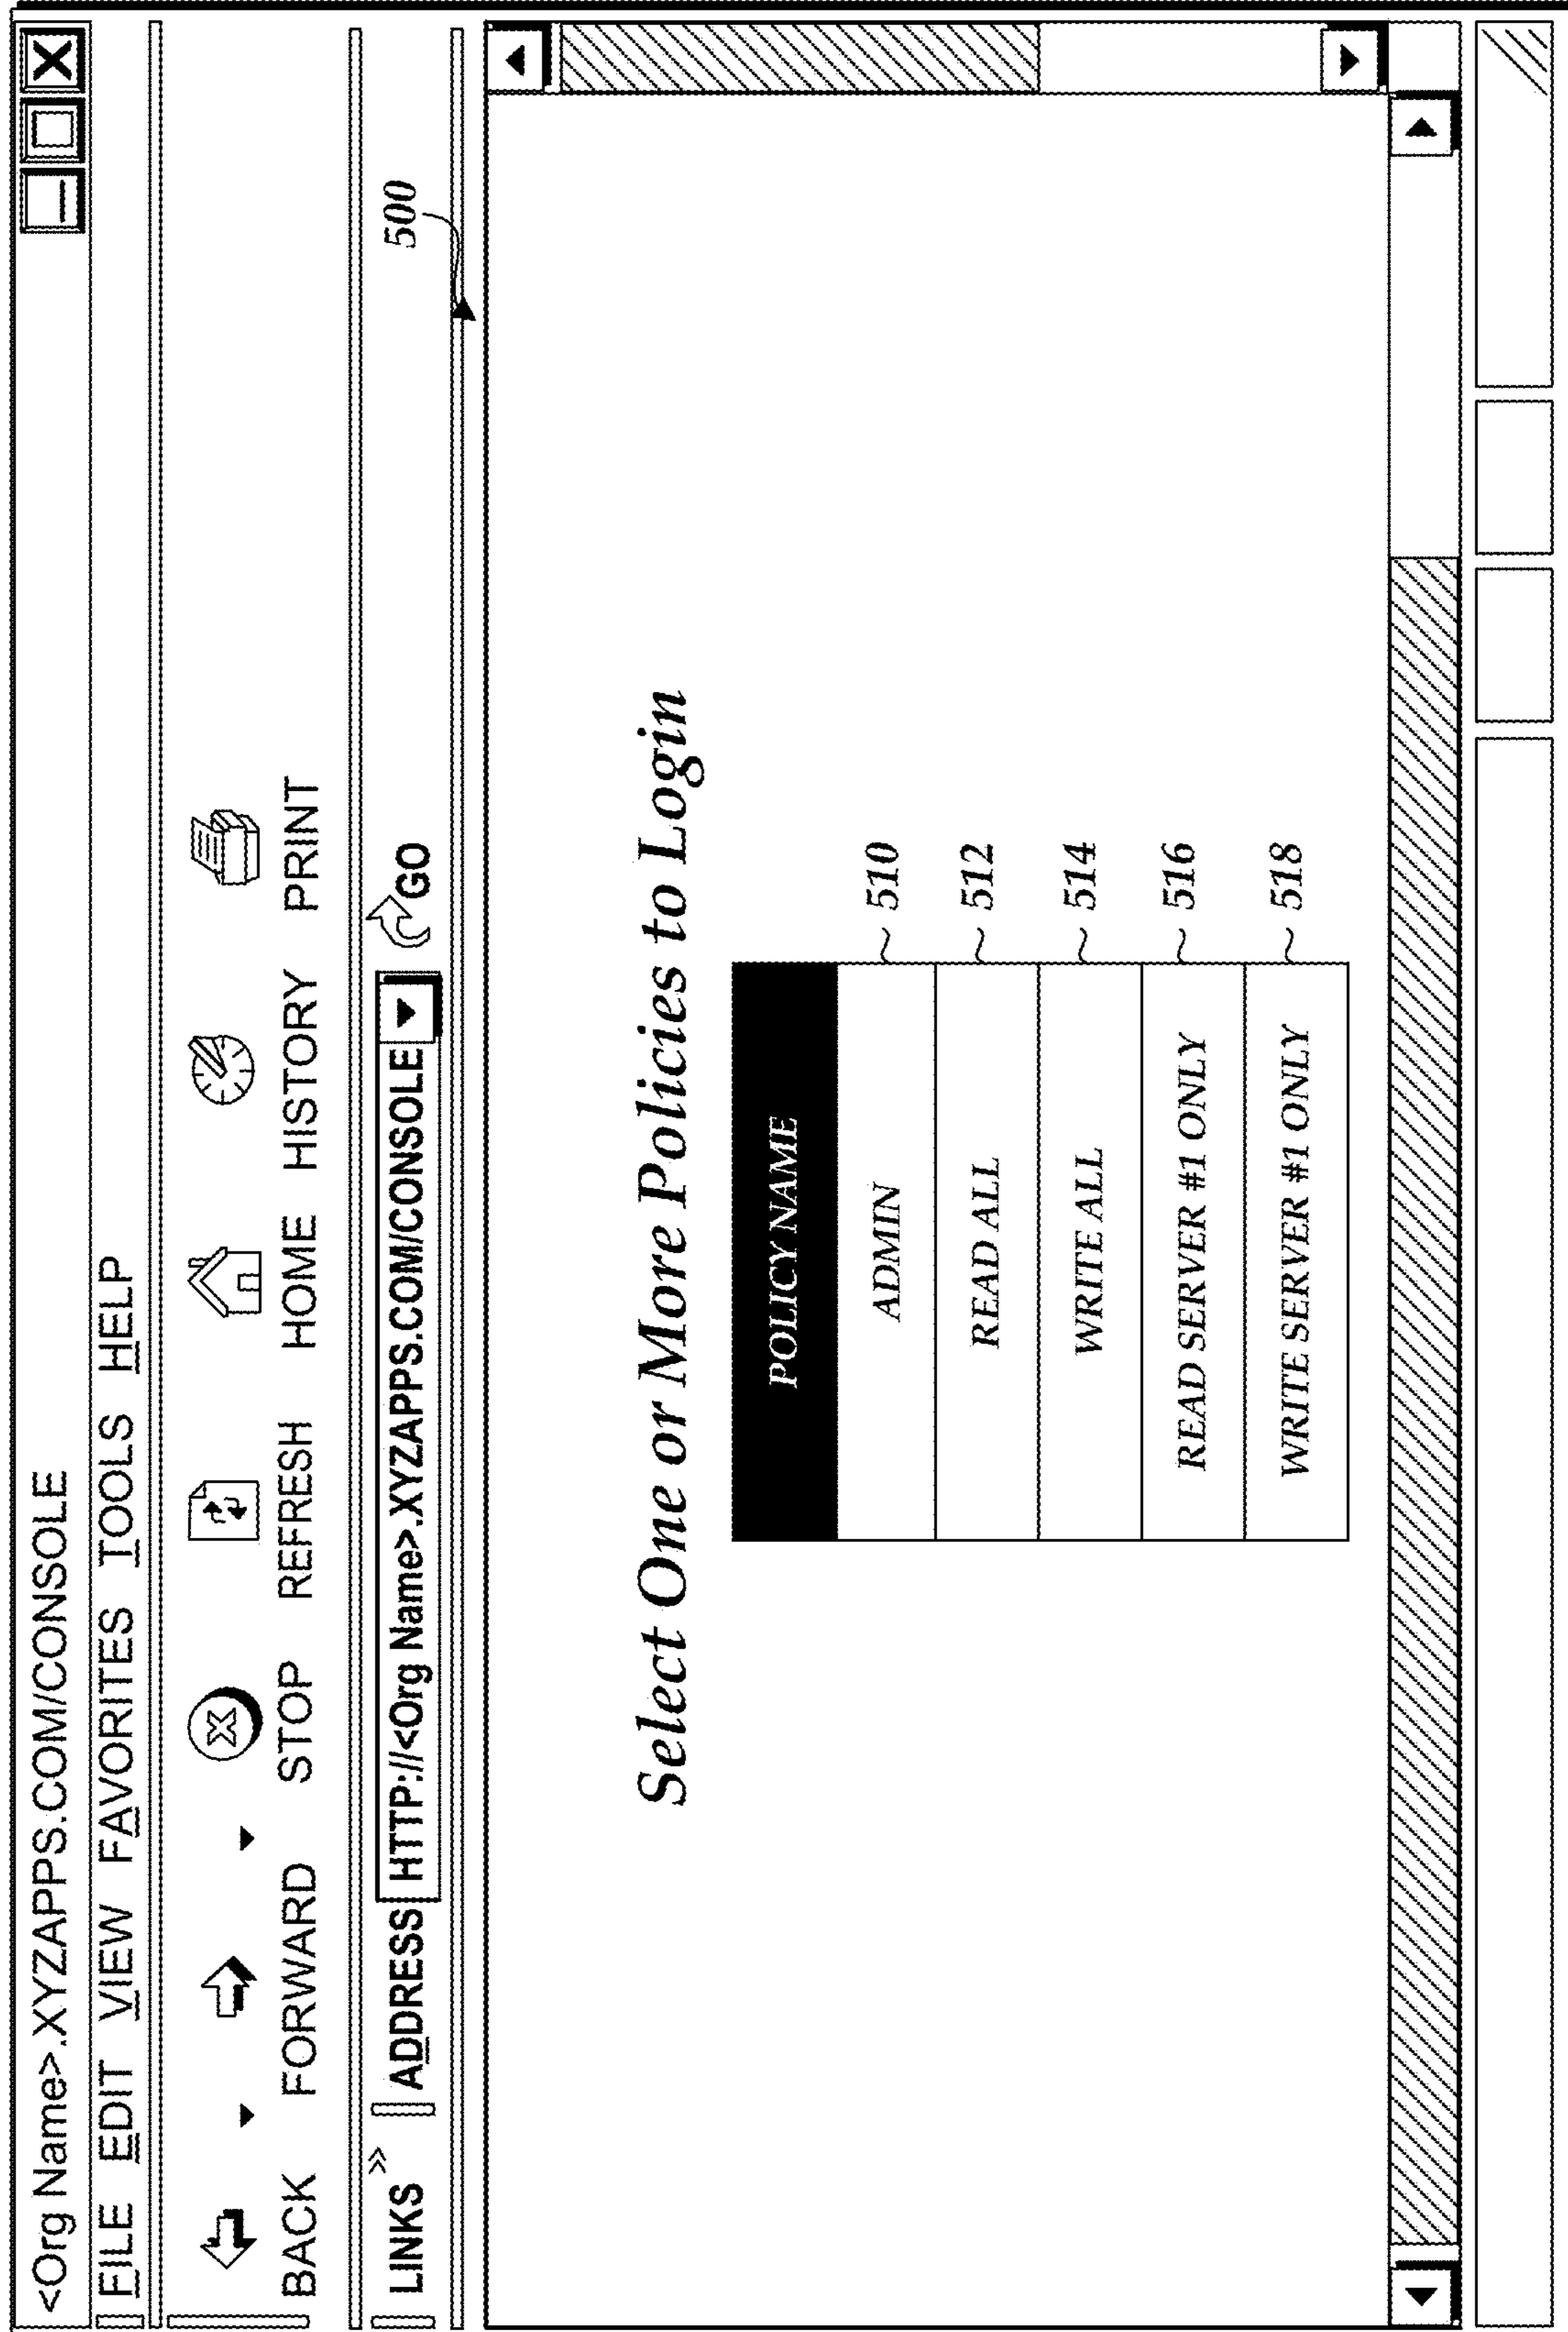 <Org Name>.XYZAPPS.COM/CONSOLE
FILE EDIT VIEW FAVORITES TOOLS HELP
BACK FORWARD STOP REFRESH HOME HISTORY PRINT
LINKS » ADDRESS HTTP://<Org Name>.XYZAPPS.COM/CONSOLE GO
500
Select One or More Policies to Login
POLICY NAME
ADMIN 510
READ ALL 512
WRITE ALL 514
READ SERVER #1 ONLY 516
WRITE SERVER #1 ONLY 518